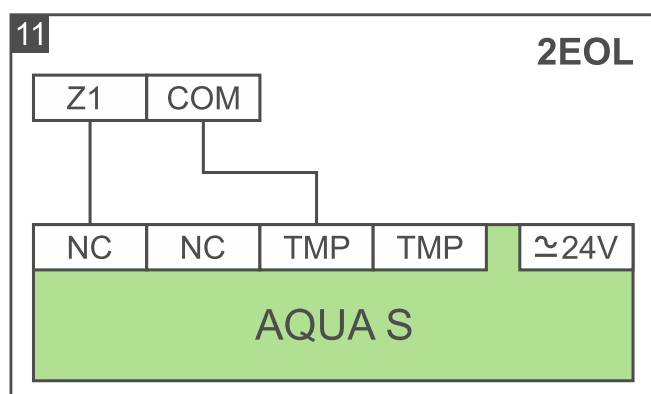 11
2EOL
Z1 COM
NC NC TMP TMP ≃24V
AQUA S